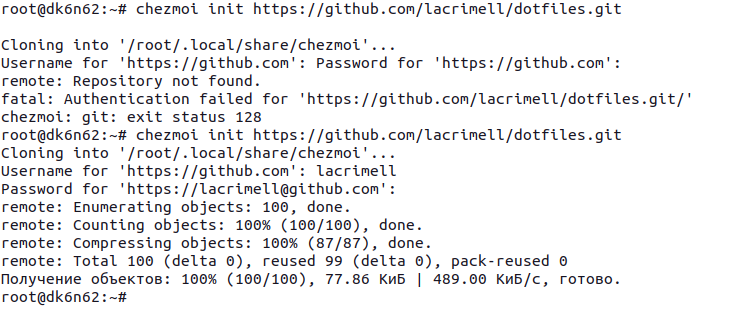 root@dk6n62:~# chezmoi init https://github.com/lacrimell/dotfiles.git
Cloning into '/root/.local/share/chezmoi'...
Username for 'https://github.com': Password for 'https://github.com':
remote: Repository not found.
fatal: Authentication failed for 'https://github.com/lacrimell/dotfiles.git/'
chezmoi: git: exit status 128
root@dk6n62:~# chezmoi init https://github.com/lacrimell/dotfiles.git
Cloning into '/root/.local/share/chezmoi'...
Username for 'https://github.com': lacrimell
Password for 'https://lacrimell@github.com':
remote: Enumerating objects: 100, done.
remote: Counting objects: 100% (100/100), done.
remote: Compressing objects: 100% (87/87), done.
remote: Total 100 (delta 0), reused 99 (delta 0), pack-reused 0
Получение объектов: 100% (100/100), 77.86 КиБ | 489.00 КиБ/с, готово.
root@dk6n62:~#